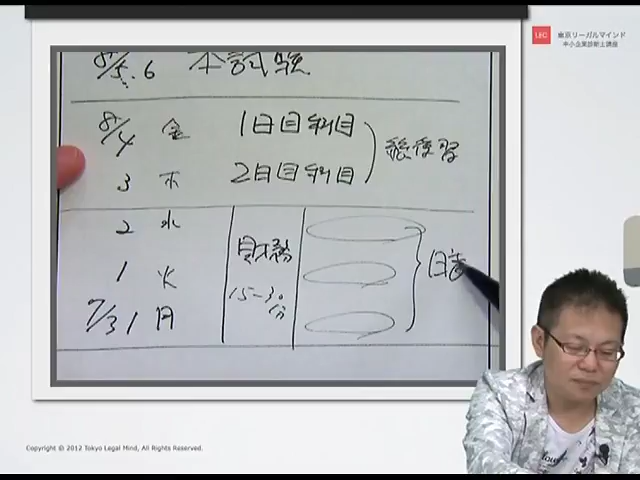 LEC 東京リーガルマインド
中小企業診断士講座
8/5.6 本試験
8/4 金 1日目科目
3 木 2日目科目
総復習
2 水
1 火
7/31 月
財務
15-30分
Copyright © 2012 Tokyo Legal Mind, All Rights Reserved.